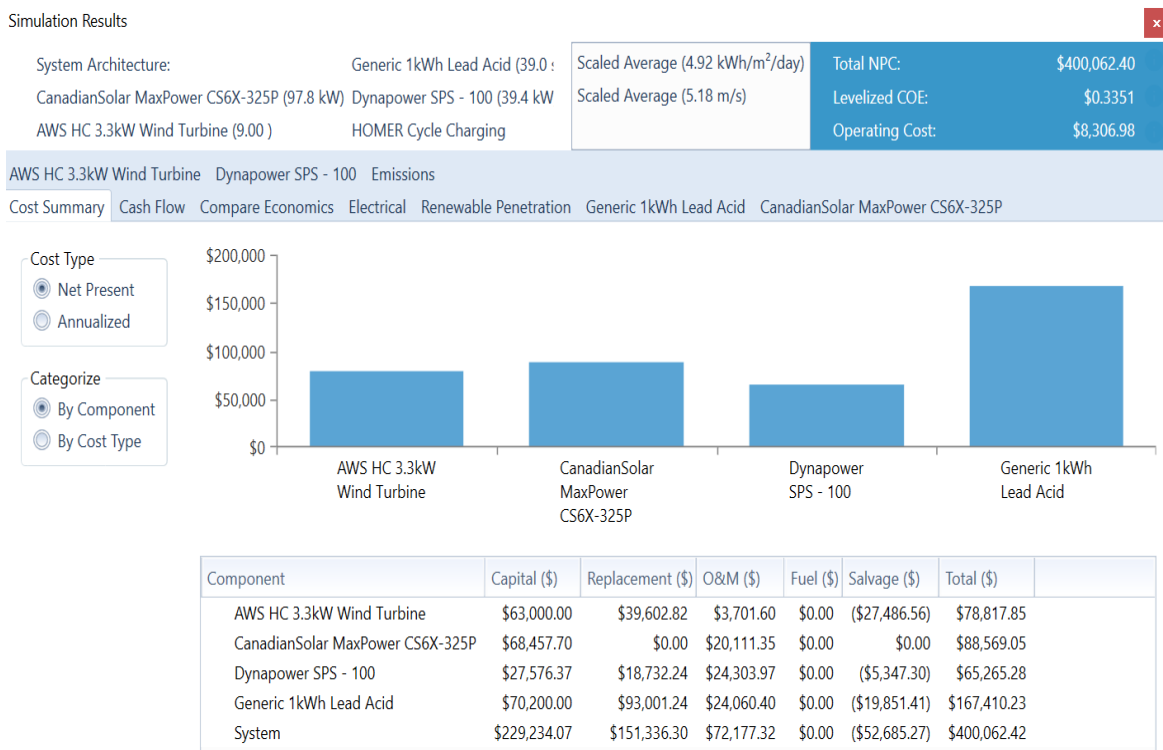 Simulation Results
x
System Architecture:
Generic 1kWh Lead Acid (39.0 :
CanadianSolar MaxPower CS6X-325P (97.8 kW)
Dynapower SPS - 100 (39.4 kW
AWS HC 3.3kW Wind Turbine (9.00 )
HOMER Cycle Charging
Scaled Average (4.92 kWh/m²/day)
Scaled Average (5.18 m/s)
Total NPC: $400,062.40
Levelized COE: $0.3351
Operating Cost: $8,306.98
AWS HC 3.3kW Wind Turbine Dynapower SPS - 100 Emissions
Cost Summary Cash Flow Compare Economics Electrical Renewable Penetration Generic 1kWh Lead Acid CanadianSolar MaxPower CS6X-325P
Cost Type
Net Present
Annualized
Categorize
By Component
By Cost Type
$200,000
$150,000
$100,000
$50,000
$0
AWS HC 3.3kW
Wind Turbine
CanadianSolar
MaxPower
CS6X-325P
Dynapower
SPS - 100
Generic 1kWh
Lead Acid
Component Capital ($) Replacement ($) O&M ($) Fuel ($) Salvage ($) Total ($)
AWS HC 3.3kW Wind Turbine $63,000.00 $39,602.82 $3,701.60 $0.00 ($27,486.56) $78,817.85
CanadianSolar MaxPower CS6X-325P $68,457.70 $0.00 $20,111.35 $0.00 $0.00 $88,569.05
Dynapower SPS - 100 $27,576.37 $18,732.24 $24,303.97 $0.00 ($5,347.30) $65,265.28
Generic 1kWh Lead Acid $70,200.00 $93,001.24 $24,060.40 $0.00 ($19,851.41) $167,410.23
System $229,234.07 $151,336.30 $72,177.32 $0.00 ($52,685.27) $400,062.42